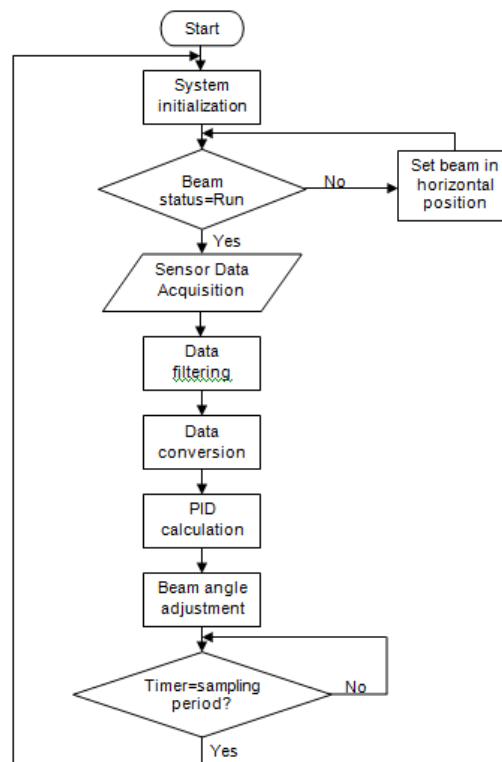 Start
System
initialization
Beam
status=Run
No
Set beam in
horizontal
position
Yes
Sensor Data
Acquisition
Data
filtering
Data
conversion
PID
calculation
Beam angle
adjustment
Timer=sampling
period?
No
Yes